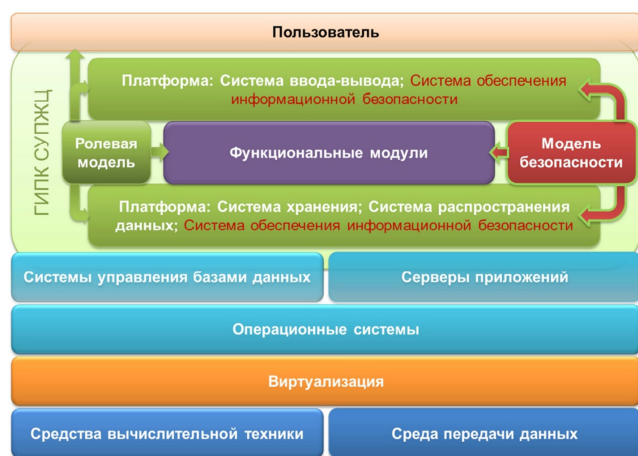 Пользователь
ГИПК СУПЖЦ
Платформа: Система ввода-вывода; Система обеспечения
информационной безопасности
Ролевая
модель
Функциональные модули
Модель
безопасности
Платформа: Система хранения; Система распространения
данных; Система обеспечения информационной безопасности
Системы управления базами данных
Серверы приложений
Операционные системы
Виртуализация
Средства вычислительной техники
Среда передачи данных